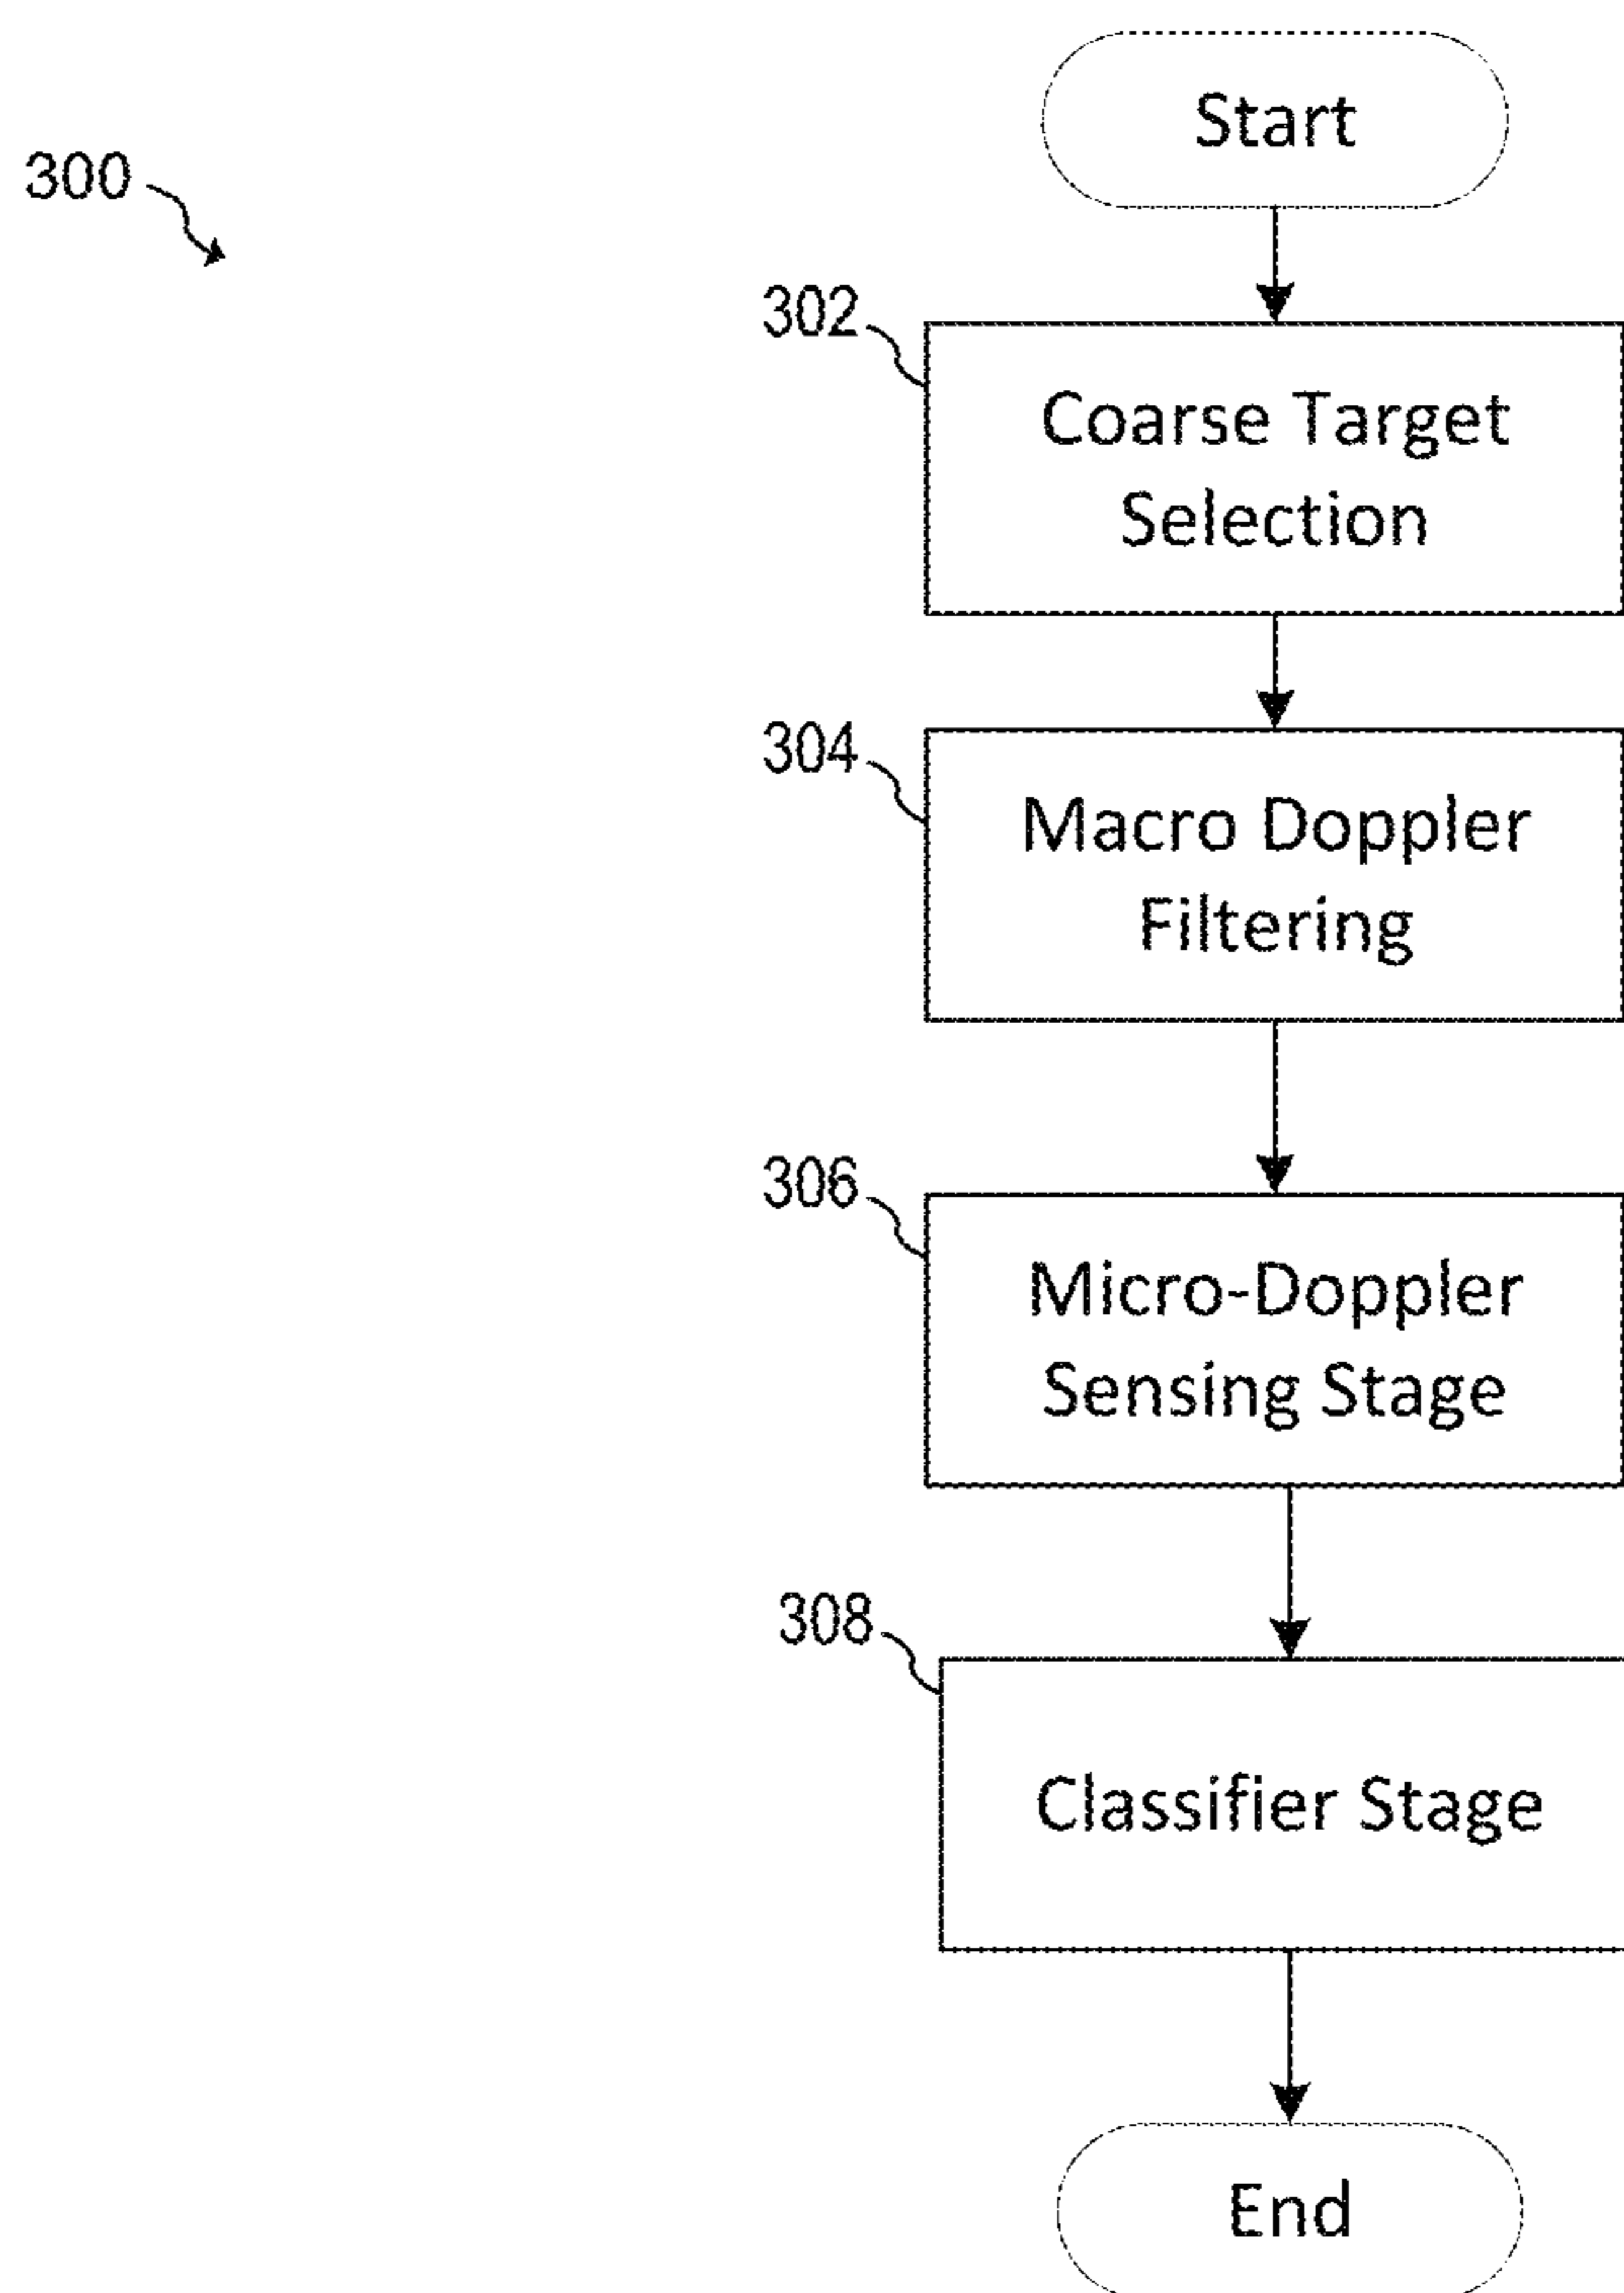 Start
300
302
Coarse Target
Selection
304
Macro Doppler
Filtering
306
Micro-Doppler
Sensing Stage
308
Classifier Stage
End